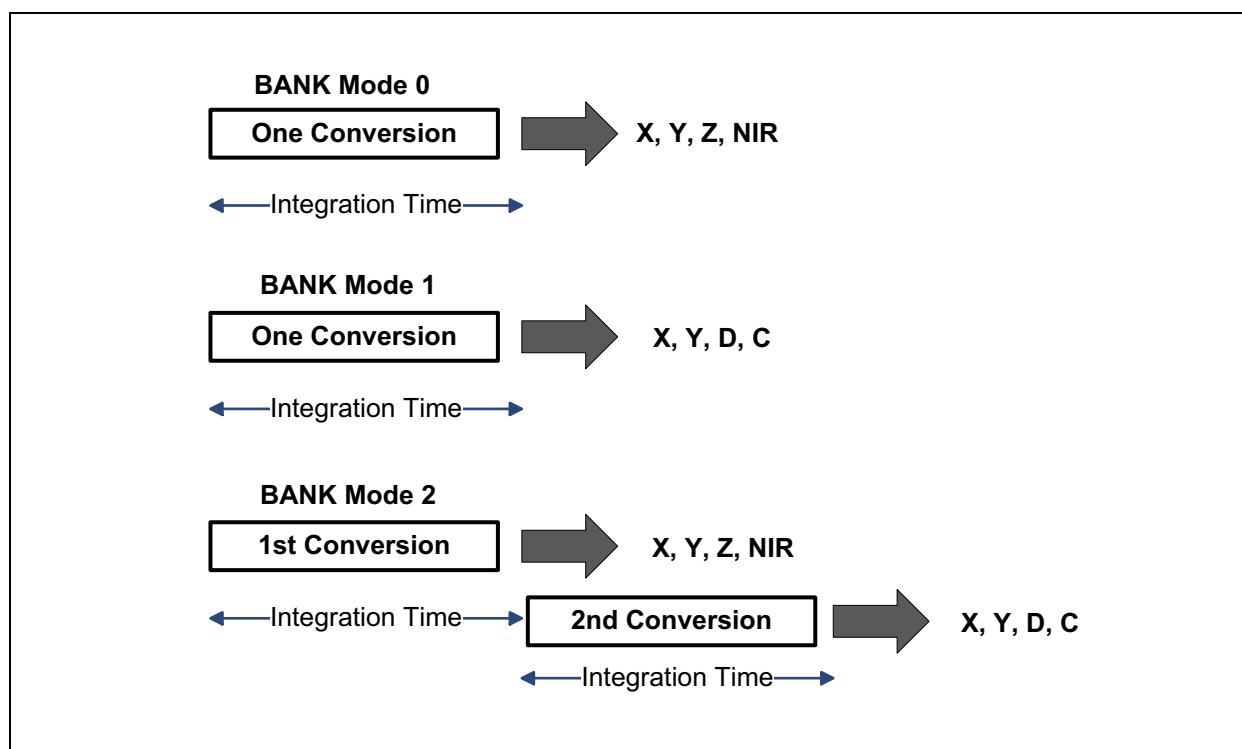 BANK Mode 0
One Conversion
X, Y, Z, NIR
Integration Time
BANK Mode 1
One Conversion
X, Y, D, C
Integration Time
BANK Mode 2
1st Conversion
X, Y, Z, NIR
Integration Time
2nd Conversion
X, Y, D, C
Integration Time